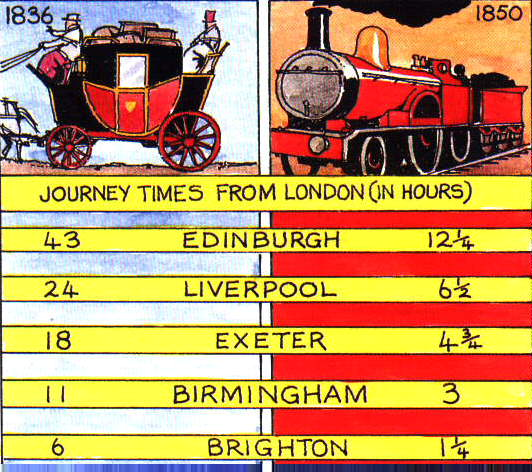 1836 1850
JOURNEY TIMES FROM LONDON (IN HOURS)
43 EDINBURGH 12¼
24 LIVERPOOL 6½
18 EXETER 4¾
11 BIRMINGHAM 3
6 BRIGHTON 1¼